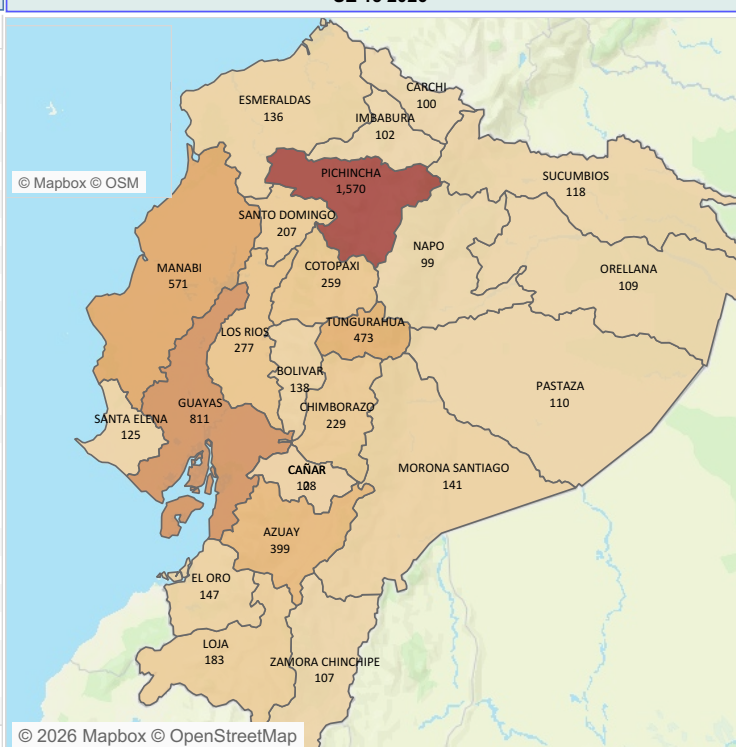 CARCHI
100
ESMERALDAS
136
IMBABURA
102
© Mapbox © OSM
PICHINCHA
1,570
SUCUMBIOS
118
SANTO DOMINGO
207
NAPO
99
MANABI
571
COTOPAXI
259
ORELLANA
109
TUNGURAHUA
473
LOS RIOS
277
BOLIVAR
138
PASTAZA
110
GUAYAS
811
CHIMBORAZO
229
SANTA ELENA
125
CAÑAR
MORONA SANTIAGO
141
AZUAY
399
EL ORO
147
LOJA
183
ZAMORA CHINCHIPE
107
© 2026 Mapbox © OpenStreetMap